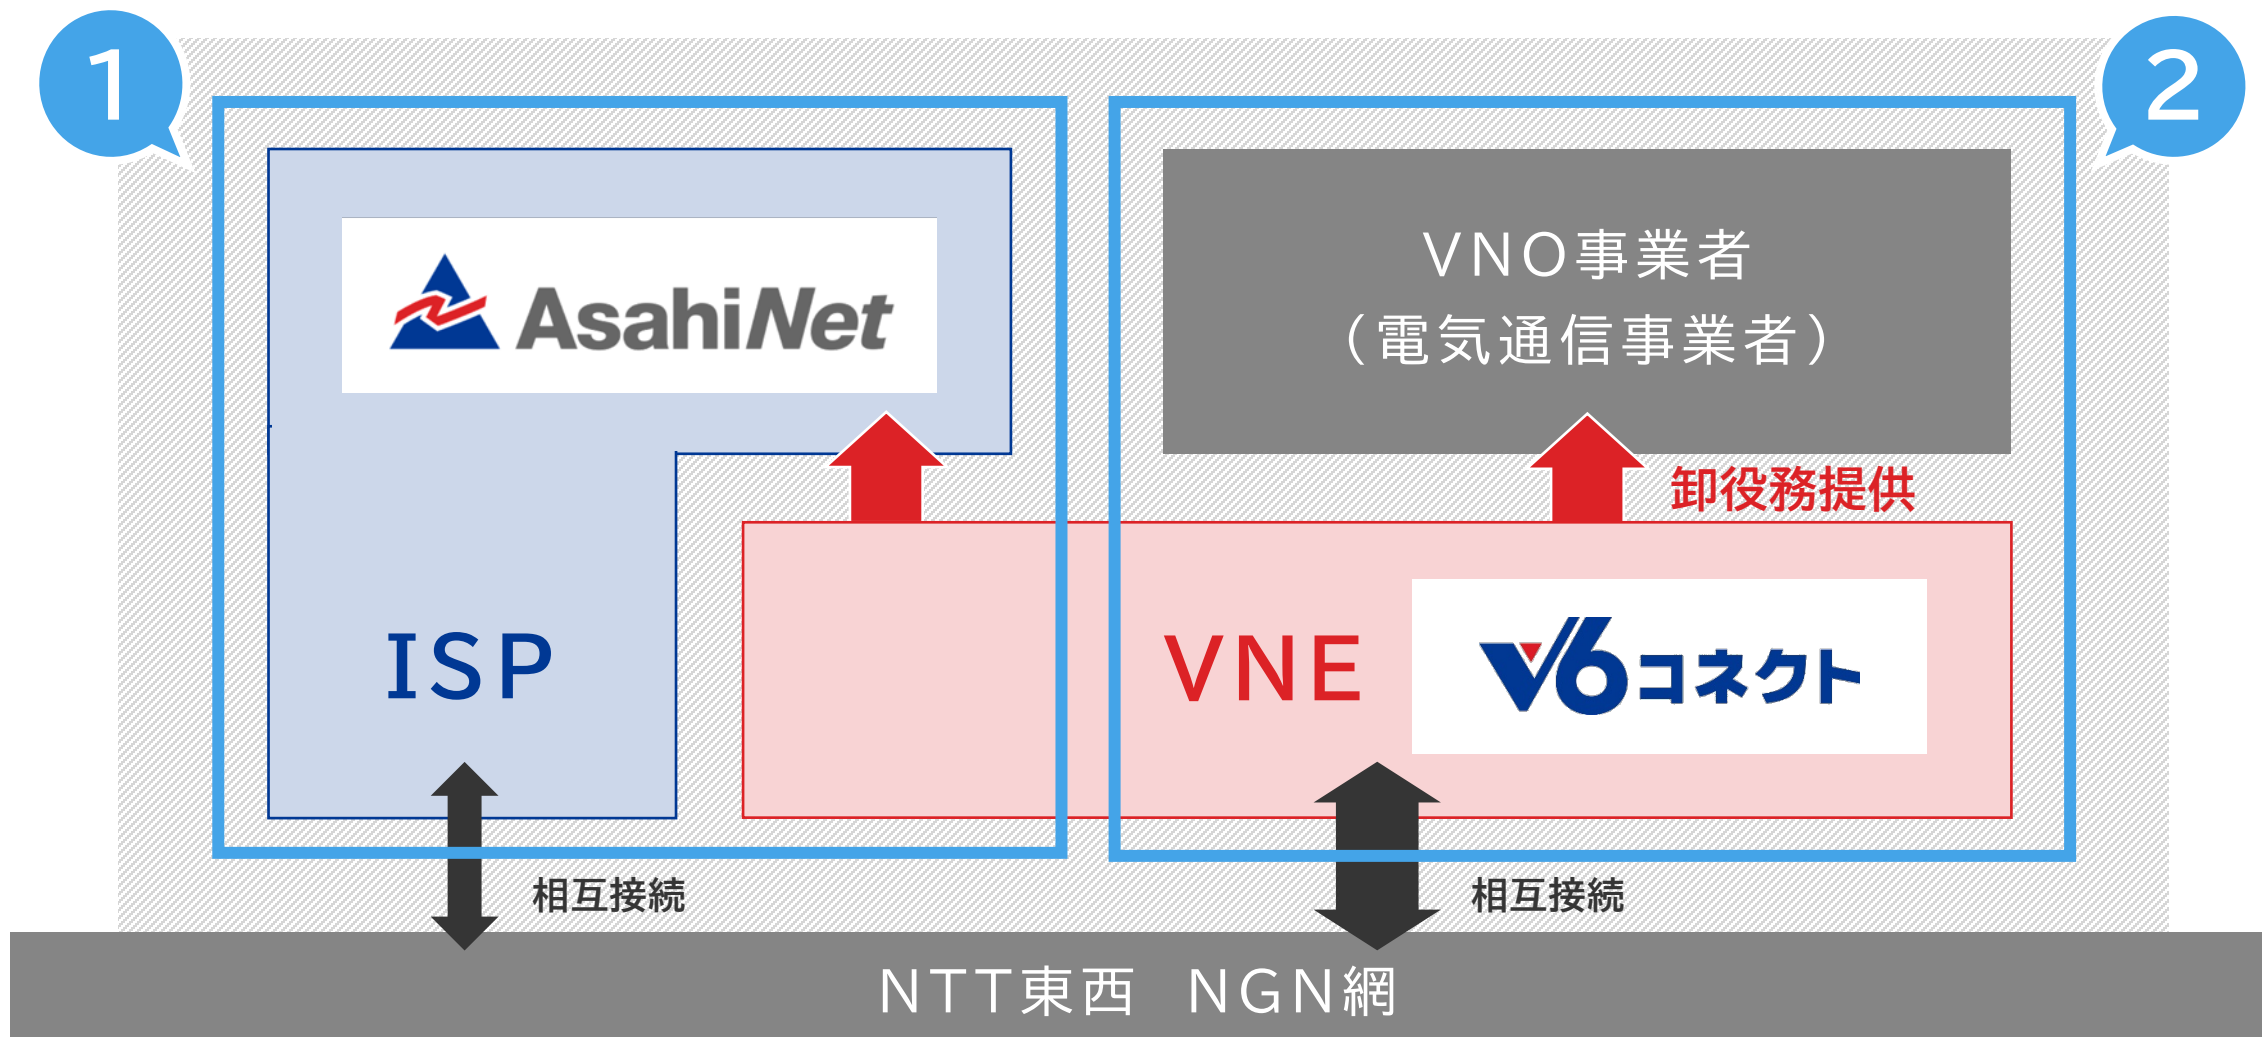 1
2
AsahiNet
VNO事業者
（電気通信事業者）
卸役務提供
ISP
VNE
v6コネクト
相互接続
相互接続
NTT東西 NGN網